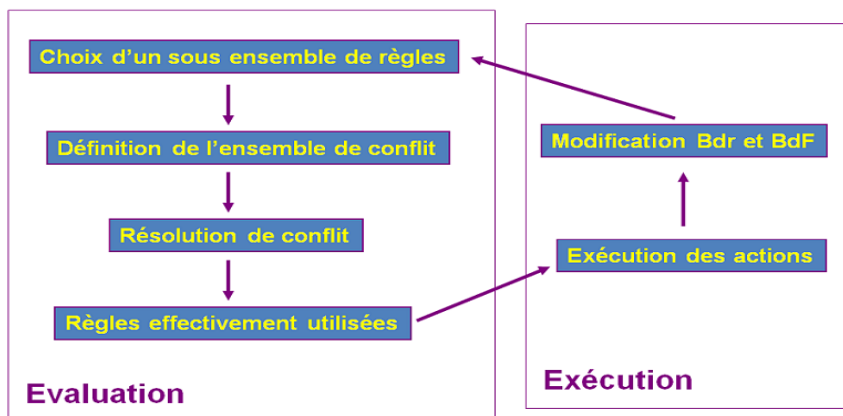 Choix d'un sous ensemble de règles
Définition de l'ensemble de conflit
Résolution de conflit
Règles effectivement utilisées
Evaluation
Modification Bdr et BdF
Exécution des actions
Exécution